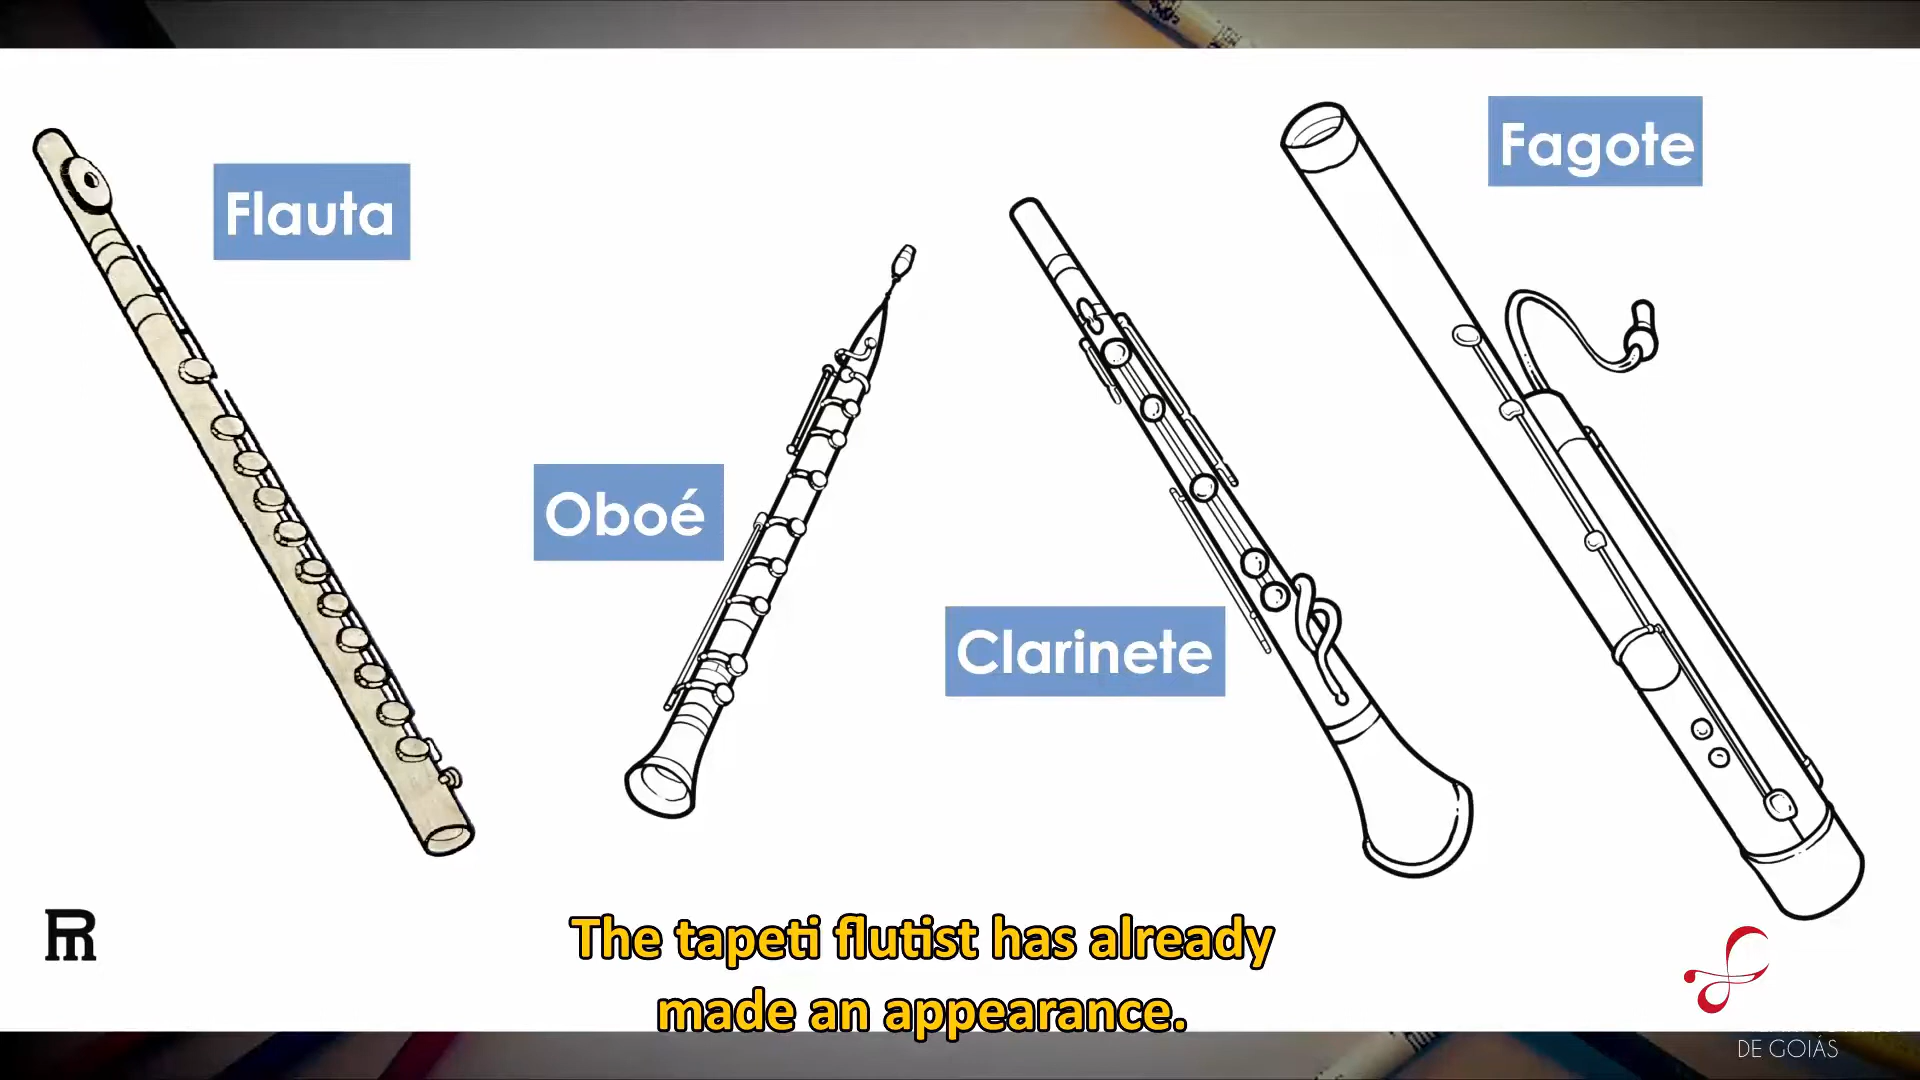 Flauta
Fagote
Oboé
Clarinete
The tapeti flutist has already
made an appearance.
DE GOIÁS